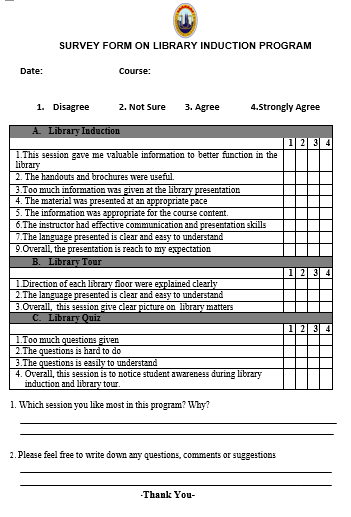 SURVEY FORM ON LIBRARY INDUCTION PROGRAM
Date: Course:
1. Disagree 2. Not Sure 3. Agree 4.Strongly Agree
A. Library Induction
1 2 3 4
1.This session gave me valuable information to better function in the
library
2. The handouts and brochures were useful.
3.Too much information was given at the library presentation
4. The material was presented at an appropriate pace
5. The information was appropriate for the course content.
6.The instructor had effective communication and presentation skills
7.The language presented is clear and easy to understand
9.Overall, the presentation is reach to my expectation
B. Library Tour
1 2 3 4
1.Direction of each library floor were explained clearly
2.The language presented is clear and easy to understand
3.Overall, this session give clear picture on library matters
C. Library Quiz
1 2 3 4
1.Too much questions given
2.The questions is hard to do
3.The questions is easily to understand
4. Overall, this session is to notice student awareness during library
induction and library tour.
1. Which session you like most in this program? Why?
2. Please feel free to write down any questions, comments or suggestions
-Thank You-